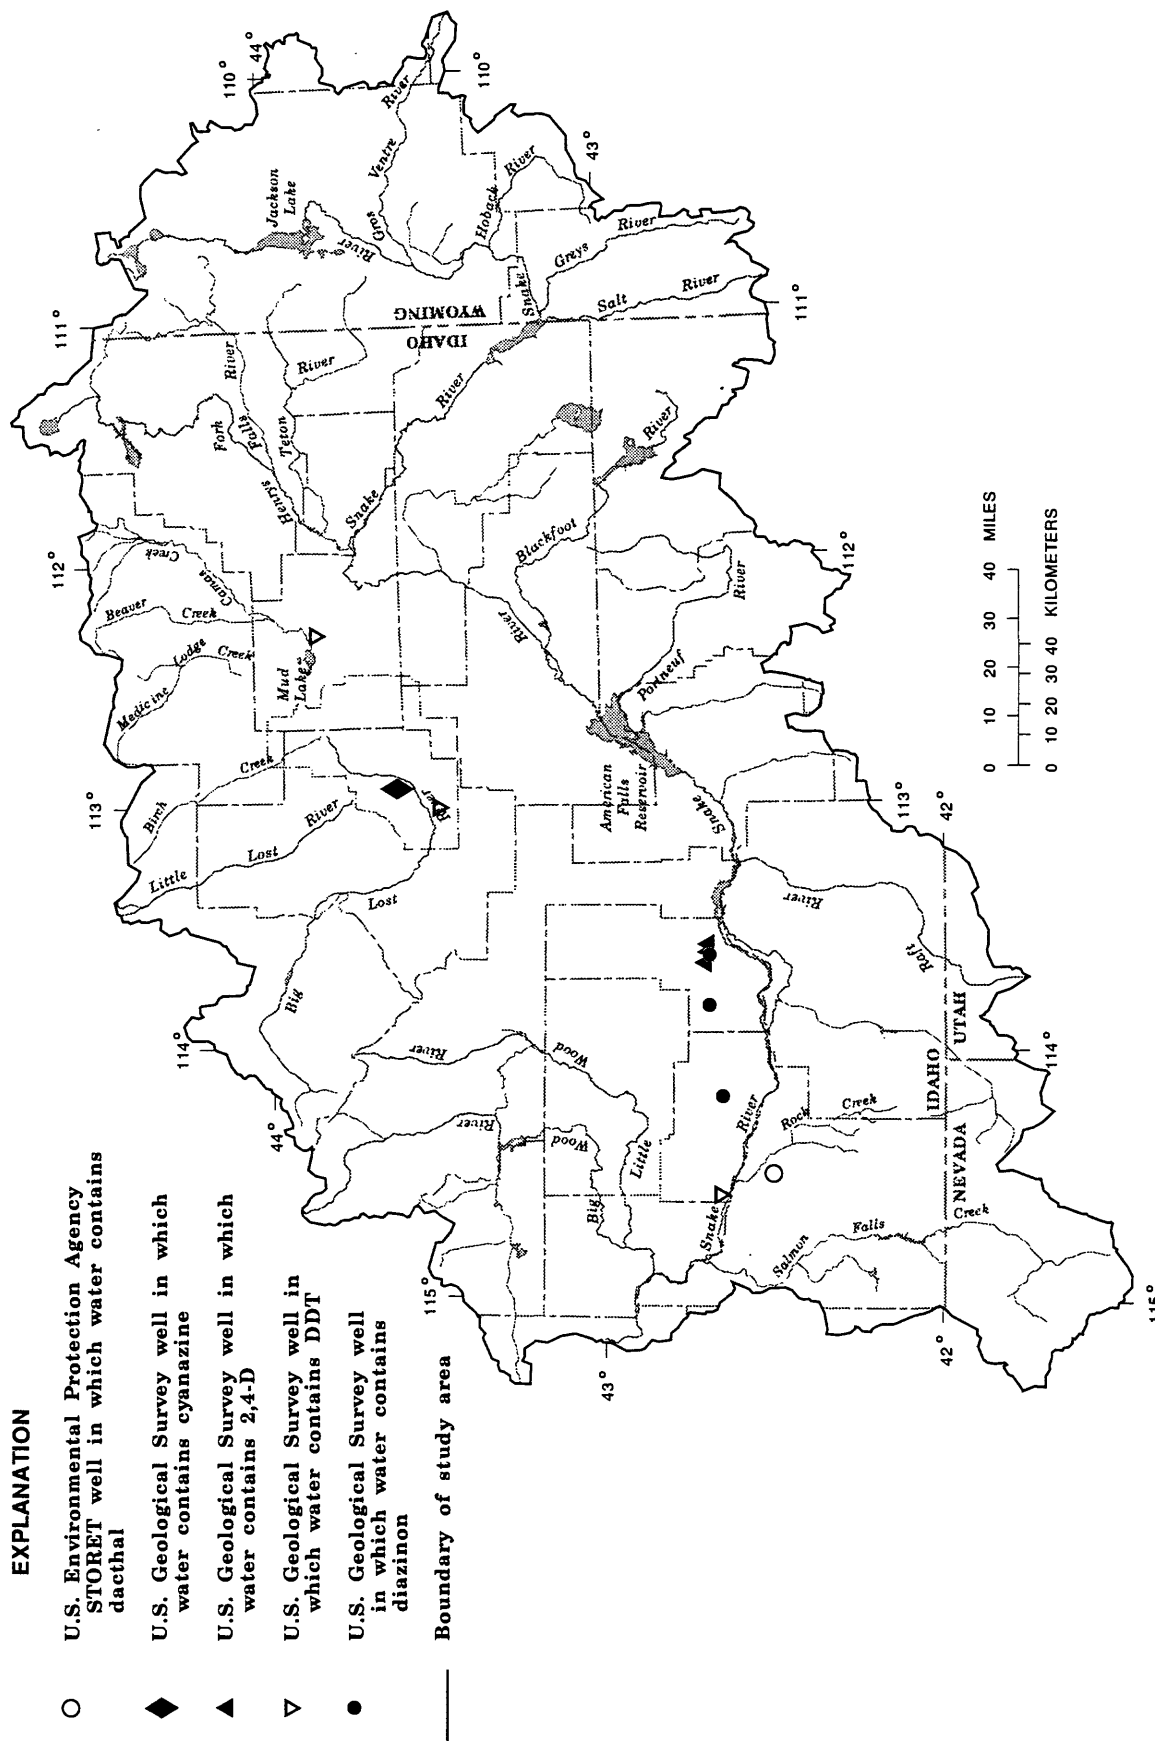 EXPLANATION
U.S. Environmental Protection Agency
STORET well in which water contains
dacthal
U.S. Geological Survey well in which
water contains cyanazine
U.S. Geological Survey well in which
water contains 2,4-D
U.S. Geological Survey well in
which water contains DDT
U.S. Geological Survey well
in which water contains
diazinon
Boundary of study area
115°
44°
114°
113°
112°
111°
110°
44°
110°
43°
111°
112°
113°
42°
114°
115°
42°
43°
Jackson
Lake
River
Gros
Ventre
River
Hoback
River
Greys
River
Snake
Salt
River
WYOMING
IDAHO
River
Falls
Fork
Henrys
Teton
River
Snake
River
Blackfoot
River
Camas
Creek
Beaver
Creek
Medicine
Lodge
Creek
Mud
Lake
Birch
Creek
Little
Lost
River
Big
Lost
River
River
Portneuf
River
American
Falls
Reservoir
Snake
River
Raft
River
Wood
River
Big
Wood
Little
River
Snake
Rock
Creek
Salmon
Falls
Creek
IDAHO
UTAH
NEVADA
0 10 20 30 40 MILES
0 10 20 30 40 KILOMETERS